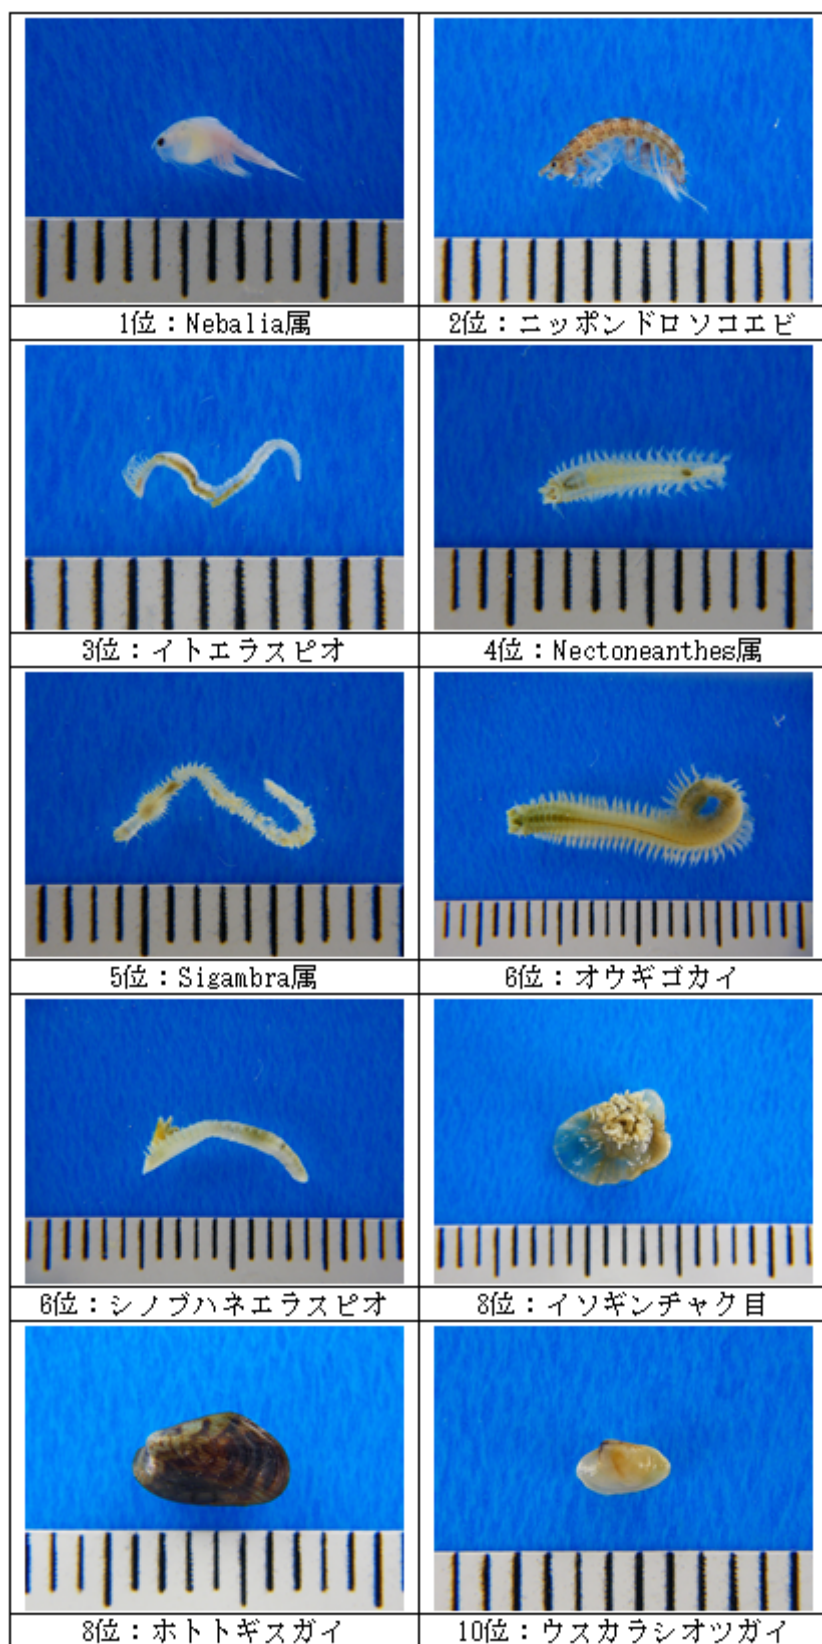 1位：Nebalia属
2位：ニッポンドロソコエビ
3位：イトエラスピオ
4位：Nectoneanthes属
5位：Sigambra属
6位：オウギゴカイ
6位：シノブハネエラスピオ
8位：イソギンチャク目
8位：ホトトギスガイ
10位：ウスカラシオツガイ